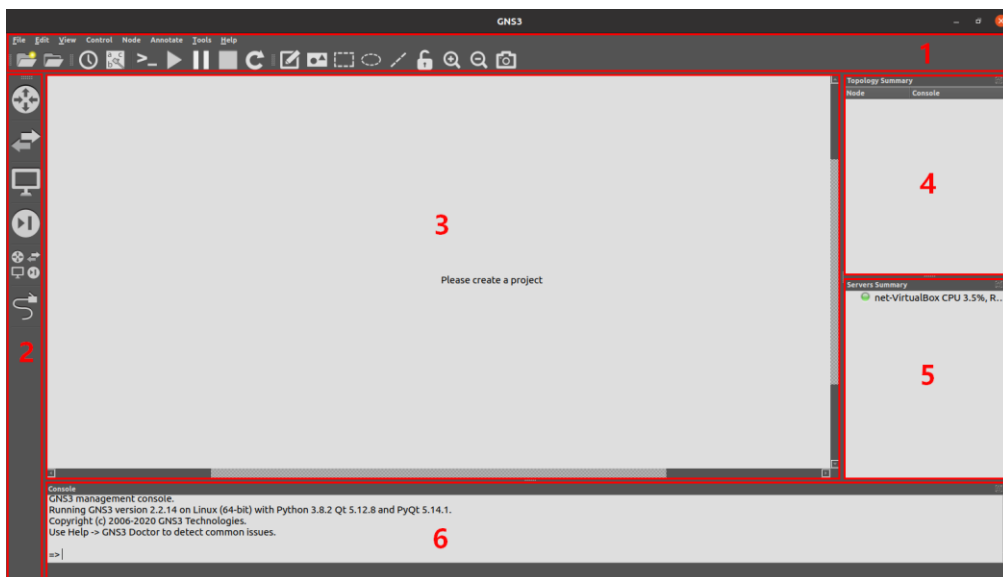 GNS3
File Edit View Control Node Annotate Tools Help
1
Topology Summary
Node Console
2
3
4
Please create a project
Servers Summary
net-VirtualBox CPU 3.5%, R...
5
Console
GNS3 management console.
Running GNS3 version 2.2.14 on Linux (64-bit) with Python 3.8.2 Qt 5.12.8 and PyQt 5.14.1.
Copyright (c) 2006-2020 GNS3 Technologies.
Use Help -> GNS3 Doctor to detect common issues.
6
=>